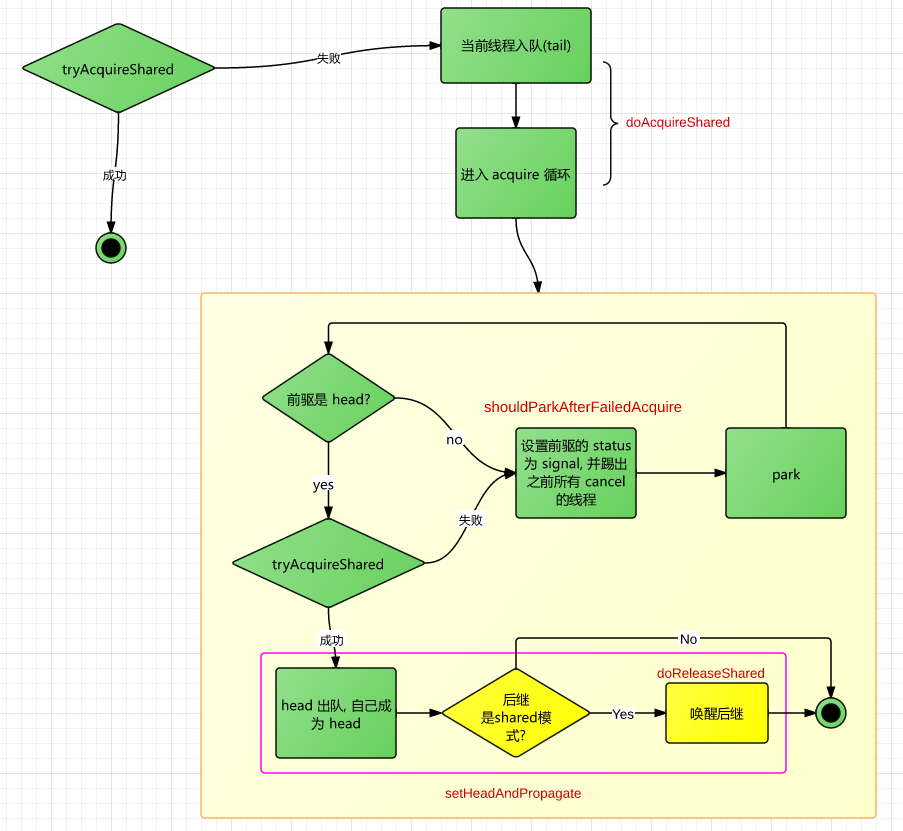 tryAcquireShared
失败
当前线程入队(tail)
doAcquireShared
进入 acquire 循环
成功
前驱是 head?
no
shouldParkAfterFailedAcquire
设置前驱的 status
为 signal, 并踢出
之前所有 cancel
的线程
park
yes
失败
tryAcquireShared
成功
No
head 出队, 自己成
为 head
后继
是shared模
式?
Yes
doReleaseShared
唤醒后继
setHeadAndPropagate